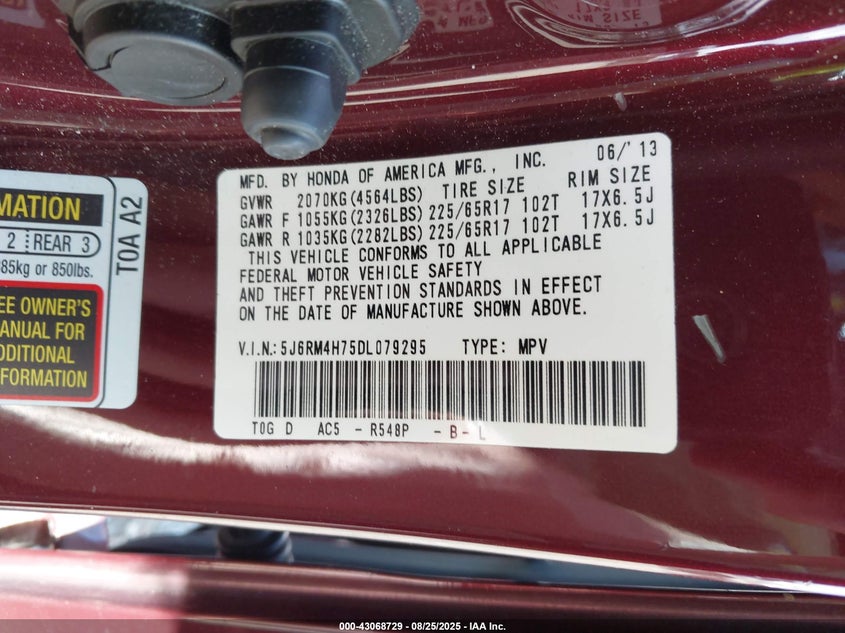 RIM SIZE
MFD. BY HONDA OF AMERICA MFG., INC. 06/'13
GVWR 2070KG(4564LBS) TIRE SIZE RIM SIZE
GAWR F 1055KG(2326LBS) 225/65R17 102T 17X6.5J
GAWR R 1035KG(2282LBS) 225/65R17 102T 17X6.5J
THIS VEHICLE CONFORMS TO ALL APPLICABLE
FEDERAL MOTOR VEHICLE SAFETY
AND THEFT PREVENTION STANDARDS IN EFFECT
ON THE DATE OF MANUFACTURE SHOWN ABOVE.
V.I.N.: 5J6RM4H75DL079295 TYPE: MPV
T0G D AC5 - R548P - B - L
MATION
2 REAR 3
85kg or 850lbs.
EE OWNER'S
ANUAL FOR
DDITIONAL
FORMATION
T0A A2
000-43068729 - 08/25/2025 - IAA Inc.